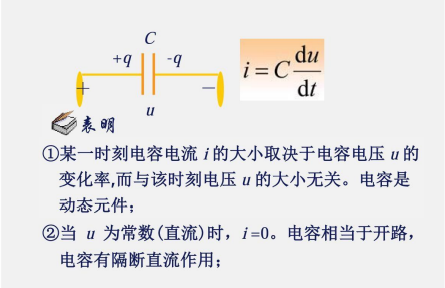 C
+q -q
i = C du/dt
+ −
u
表明
①某一时刻电容电流 i 的大小取决于电容电压 u 的
变化率,而与该时刻电压 u 的大小无关。电容是
动态元件；
②当 u 为常数(直流)时，i=0。电容相当于开路，
电容有隔断直流作用；